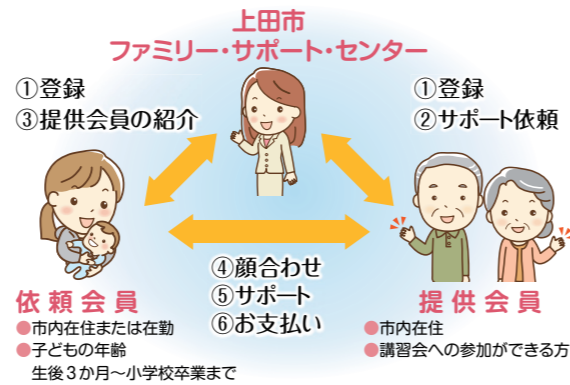 上田市
ファミリー・サポート・センター
①登録
③提供会員の紹介
①登録
②サポート依頼
④顔合わせ
⑤サポート
⑥お支払い
依頼会員
●市内在住または在勤
●子どもの年齢
生後３か月～小学校卒業まで
提供会員
●市内在住
●講習会への参加ができる方